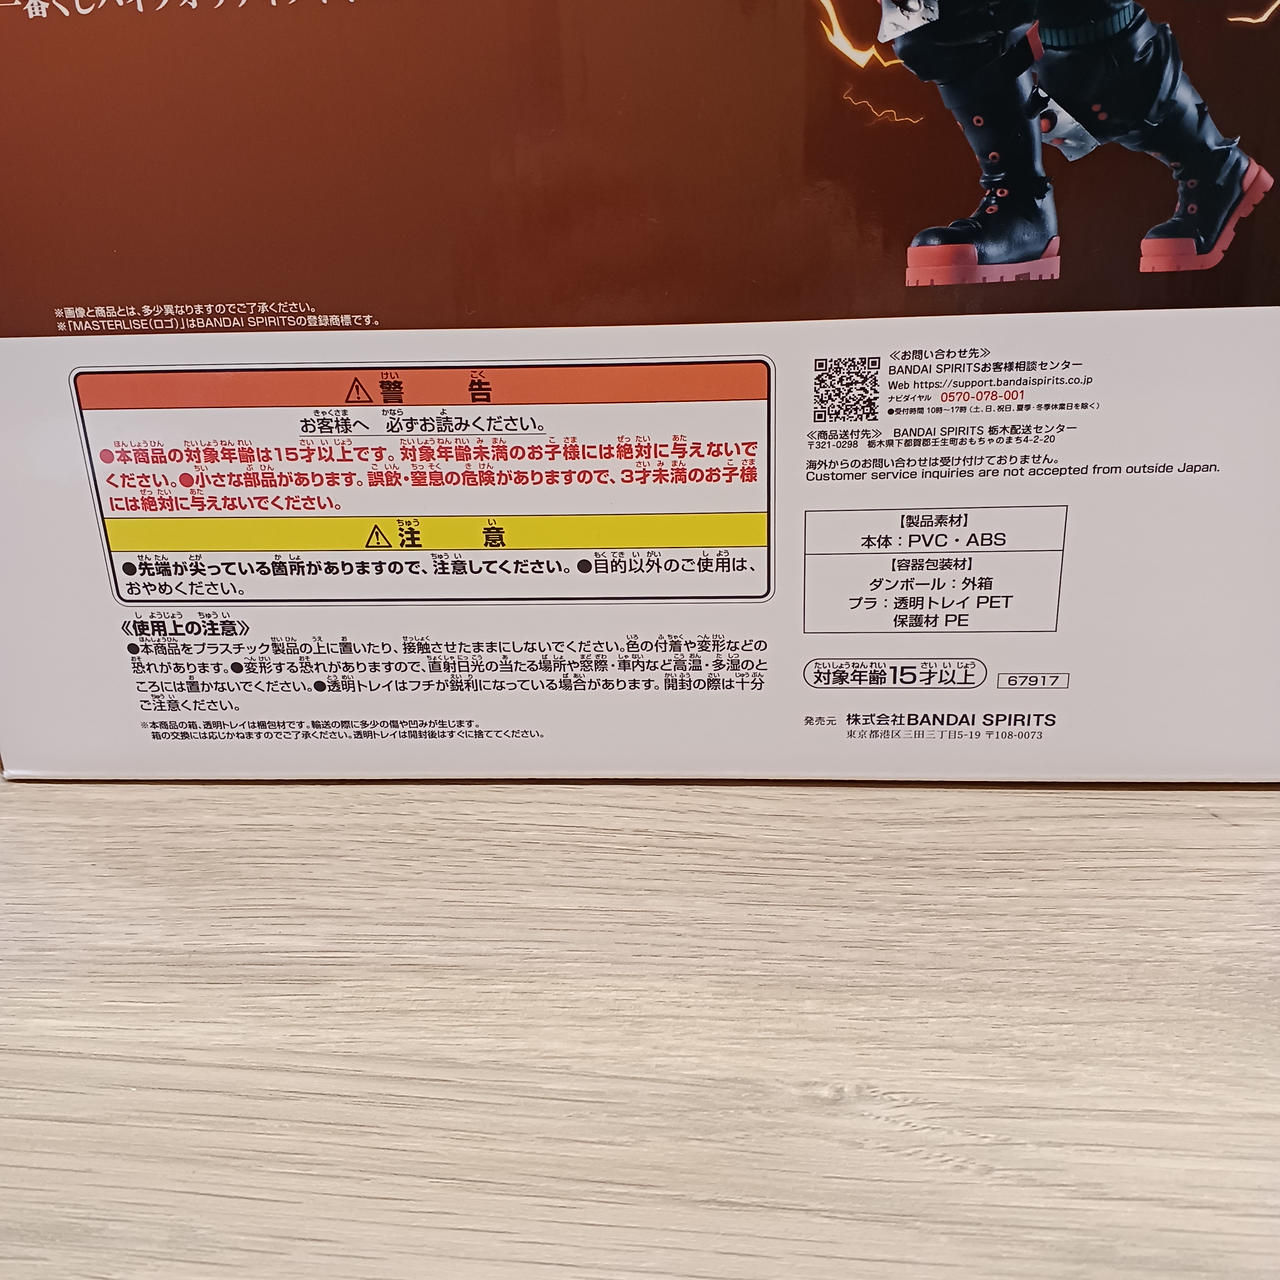 一番くじハイクオリティフィギュア
※画像と商品とは、多少異なりますのでご了承ください。
※「MASTERLISE(ロゴ)」はBANDAI SPIRITSの登録商標です。
警告
お客様へ 必ずお読みください。
●本商品の対象年齢は15才以上です。対象年齢未満のお子様には絶対に与えないで
ください。●小さな部品があります。誤飲・窒息の危険がありますので、3才未満のお子様
には絶対に与えないでください。
注意
●先端が尖っている箇所がありますので、注意してください。●目的以外のご使用は、
おやめください。
《使用上の注意》
●本商品をプラスチック製品の上に置いたり、接触させたままにしないでください。色の付着や変形などの
恐れがあります。●変形する恐れがありますので、直射日光の当たる場所や窓際・車内など高温・多湿のと
ころには置かないでください。●透明トレイはフチが鋭利になっている場合があります。開封の際は十分
ご注意ください。
※本商品の箱、透明トレイは梱包材です。輸送の際に多少の傷や凹みが生じます。
箱の交換には応じかねますのでご了承ください。透明トレイは開封後はすぐに捨ててください。
≪お問い合わせ先≫
BANDAI SPIRITSお客様相談センター
Web https://support.bandaispirits.co.jp
ナビダイヤル 0570-078-001
●受付時間 10時〜17時(土、日、祝日、夏季・冬季休業日を除く)
≪商品送付先≫ BANDAI SPIRITS 栃木配送センター
〒321-0298 栃木県下都賀郡壬生町おもちゃのまち4-2-20
海外からのお問い合わせは受け付けておりません。
Customer service inquiries are not accepted from outside Japan.
【製品素材】
本体:PVC・ABS
【容器包装材】
ダンボール:外箱
プラ:透明トレイ PET
保護材 PE
対象年齢15才以上
67917
発売元 株式会社BANDAI SPIRITS
東京都港区三田三丁目5-19 〒108-0073